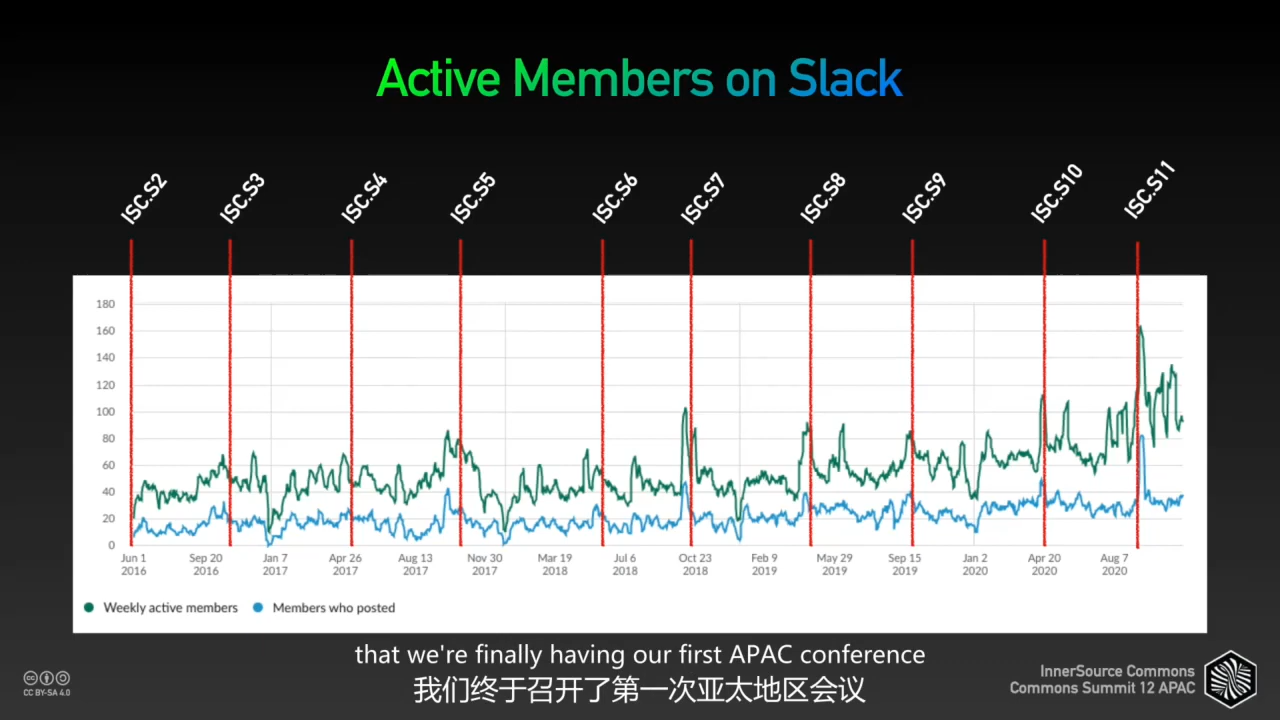 Active Members on Slack
ISC.S2
ISC.S3
ISC.S4
ISC.S5
ISC.S6
ISC.S7
ISC.S8
ISC.S9
ISC.S10
ISC.S11
180
160
140
120
100
80
60
40
20
0
Jun 1 2016
Sep 20 2016
Jan 7 2017
Apr 26 2017
Aug 13 2017
Nov 30 2017
Mar 19 2018
Jul 6 2018
Oct 23 2018
Feb 9 2019
May 29 2019
Sep 15 2019
Jan 2 2020
Apr 20 2020
Aug 7 2020
Weekly active members
Members who posted
that we're finally having our first APAC conference
我们终于召开了第一次亚太地区会议
cc
CC BY-SA 4.0
InnerSource Commons
Commons Summit 12 APAC